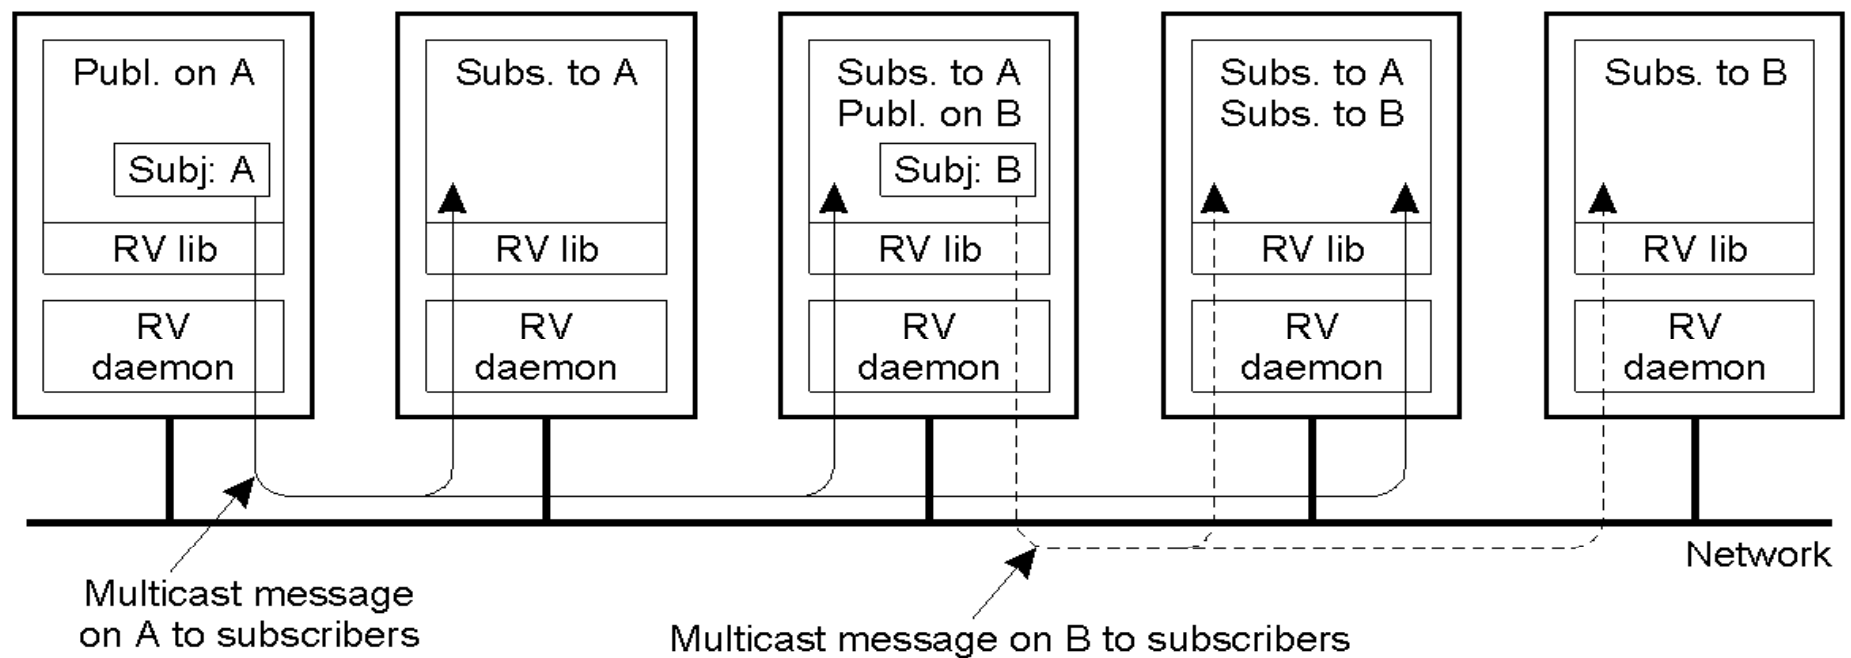 Publ. on A
Subj: A
RV lib
RV
daemon
Subs. to A
RV lib
RV
daemon
Subs. to A
Publ. on B
Subj: B
RV lib
RV
daemon
Subs. to A
Subs. to B
RV lib
RV
daemon
Subs. to B
RV lib
RV
daemon
Network
Multicast message
on A to subscribers
Multicast message on B to subscribers